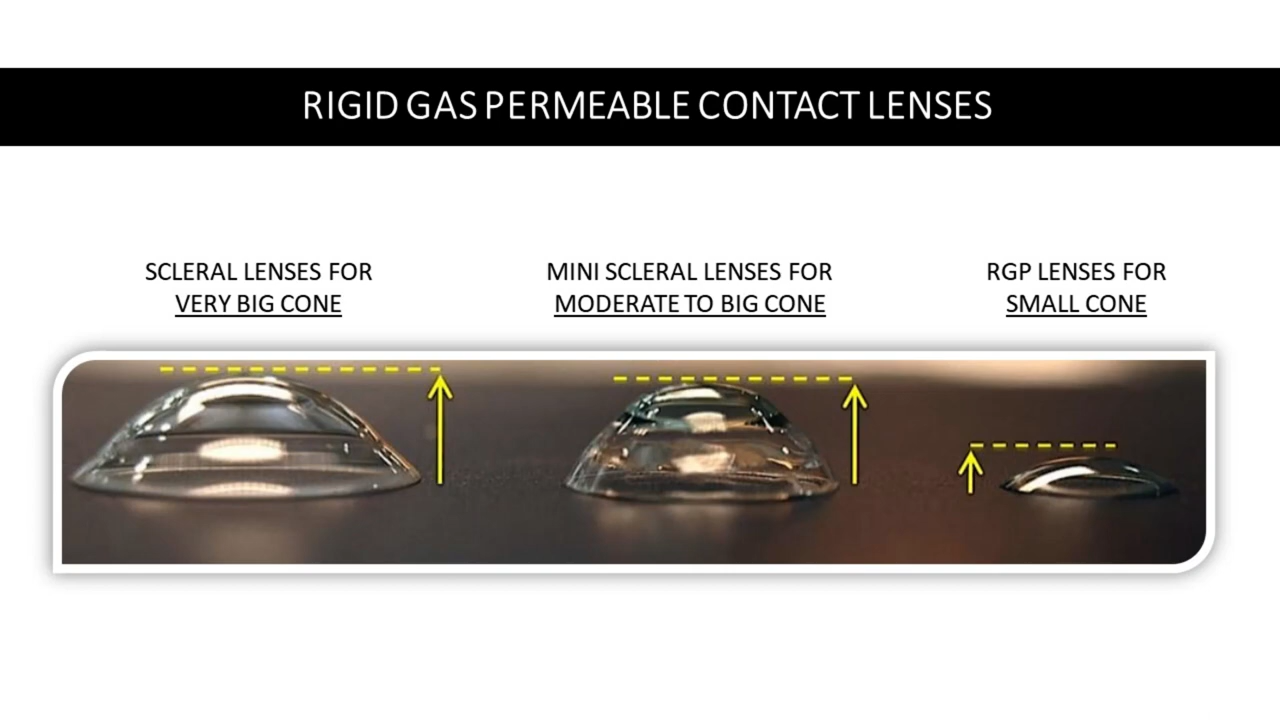 RIGID GAS PERMEABLE CONTACT LENSES
SCLERAL LENSES FOR
VERY BIG CONE
MINI SCLERAL LENSES FOR
MODERATE TO BIG CONE
RGP LENSES FOR
SMALL CONE